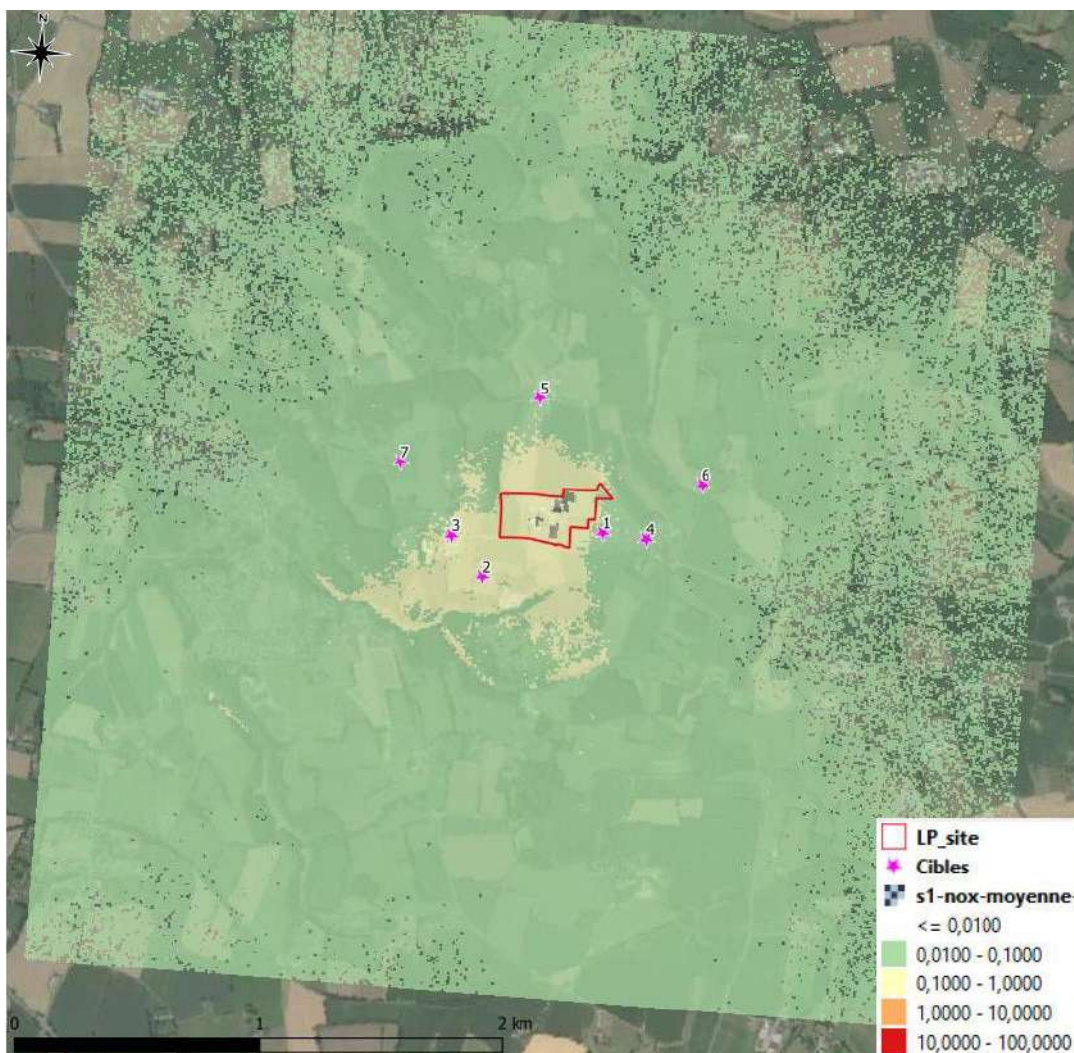 N
5
7
6
3
1
4
2
LP_site
Cibles
s1-nox-moyenne-
<= 0,0100
0,0100 - 0,1000
0,1000 - 1,0000
1,0000 - 10,0000
10,0000 - 100,0000
0 1 2 km